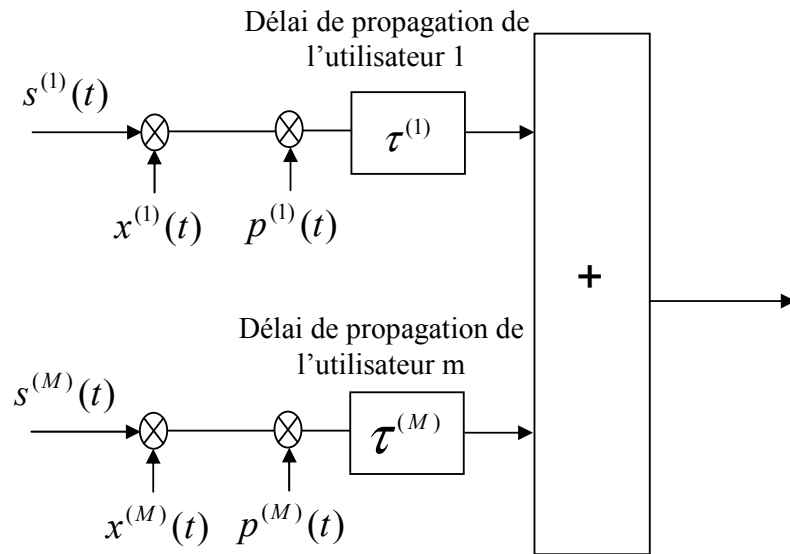 Délai de propagation de
l’utilisateur 1
s^{(1)}(t)
τ^{(1)}
x^{(1)}(t)
p^{(1)}(t)
+
Délai de propagation de
l’utilisateur m
s^{(M)}(t)
τ^{(M)}
x^{(M)}(t)
p^{(M)}(t)